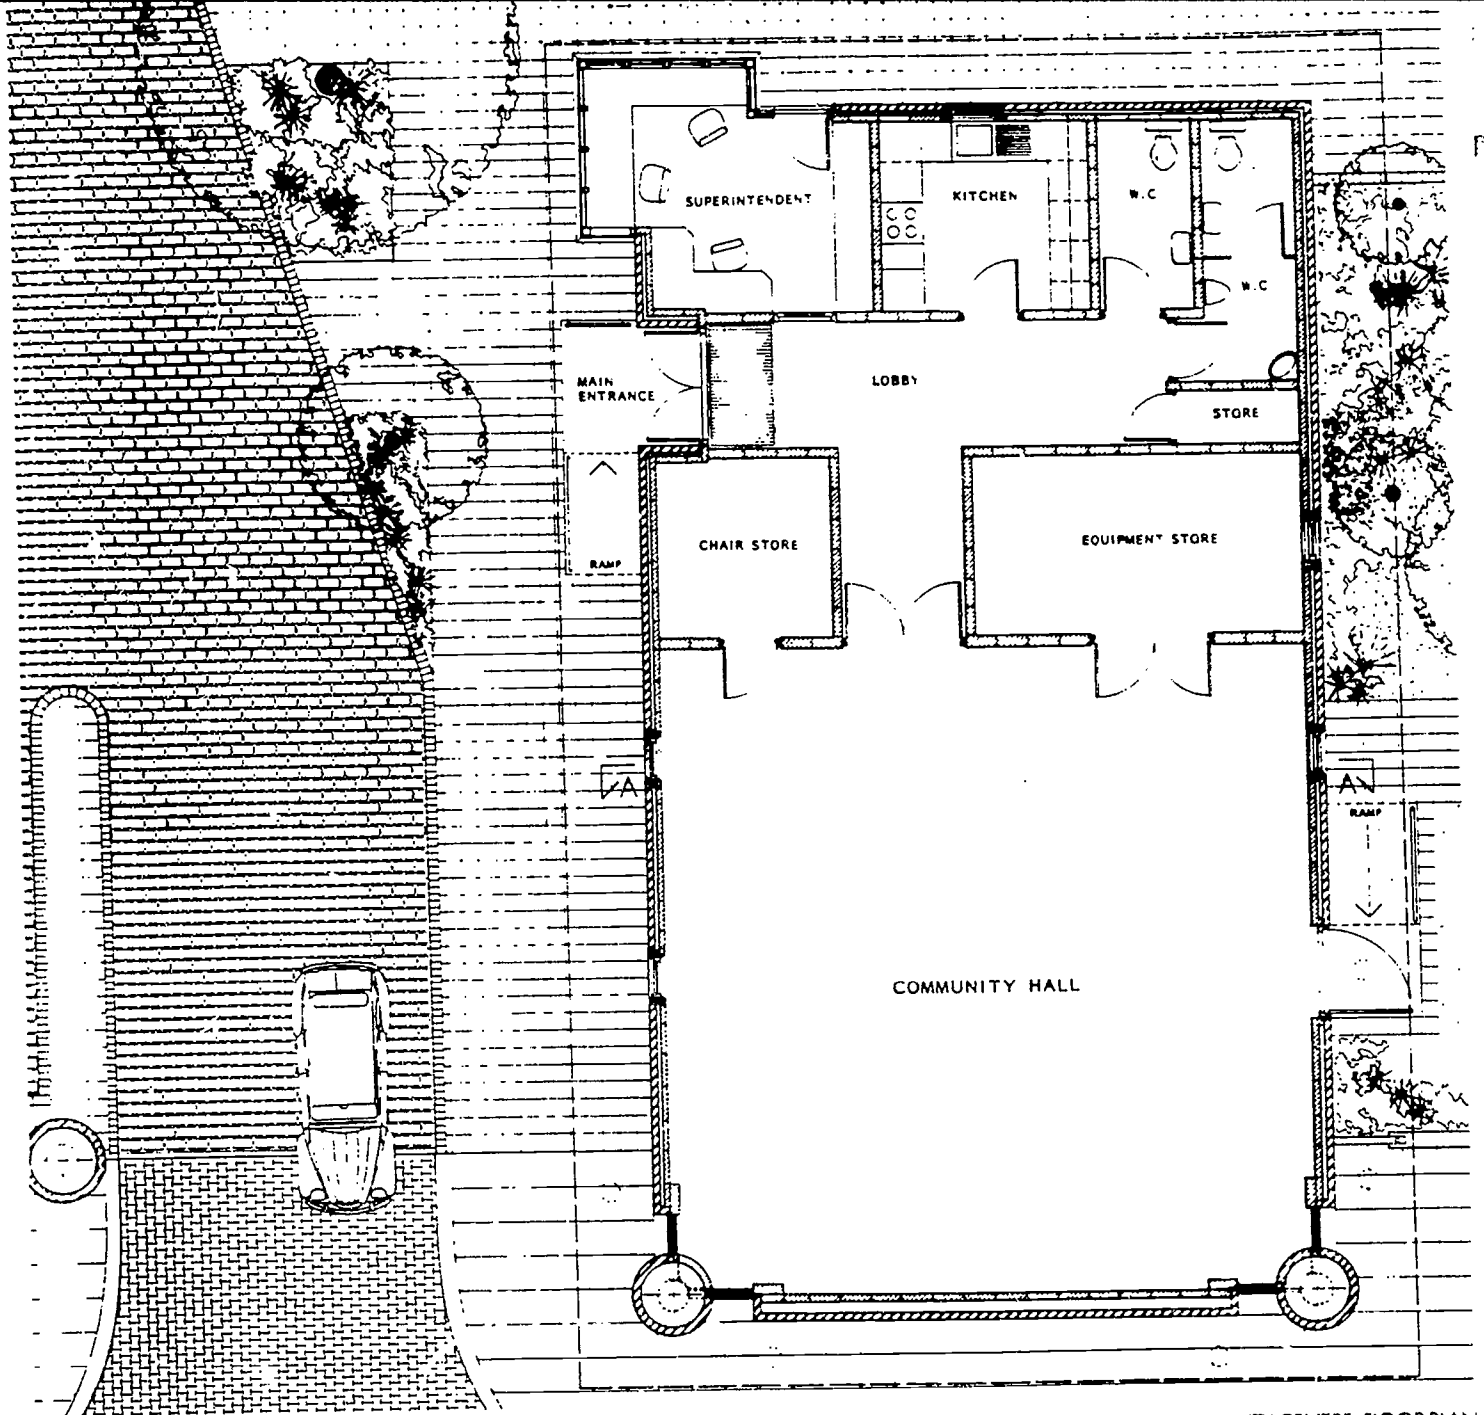 SUPERINTENDENT
KITCHEN
W.C
W.C
MAIN
ENTRANCE
LOBBY
STORE
CHAIR STORE
EQUIPMENT STORE
RAMP
A
A
RAMP
COMMUNITY HALL